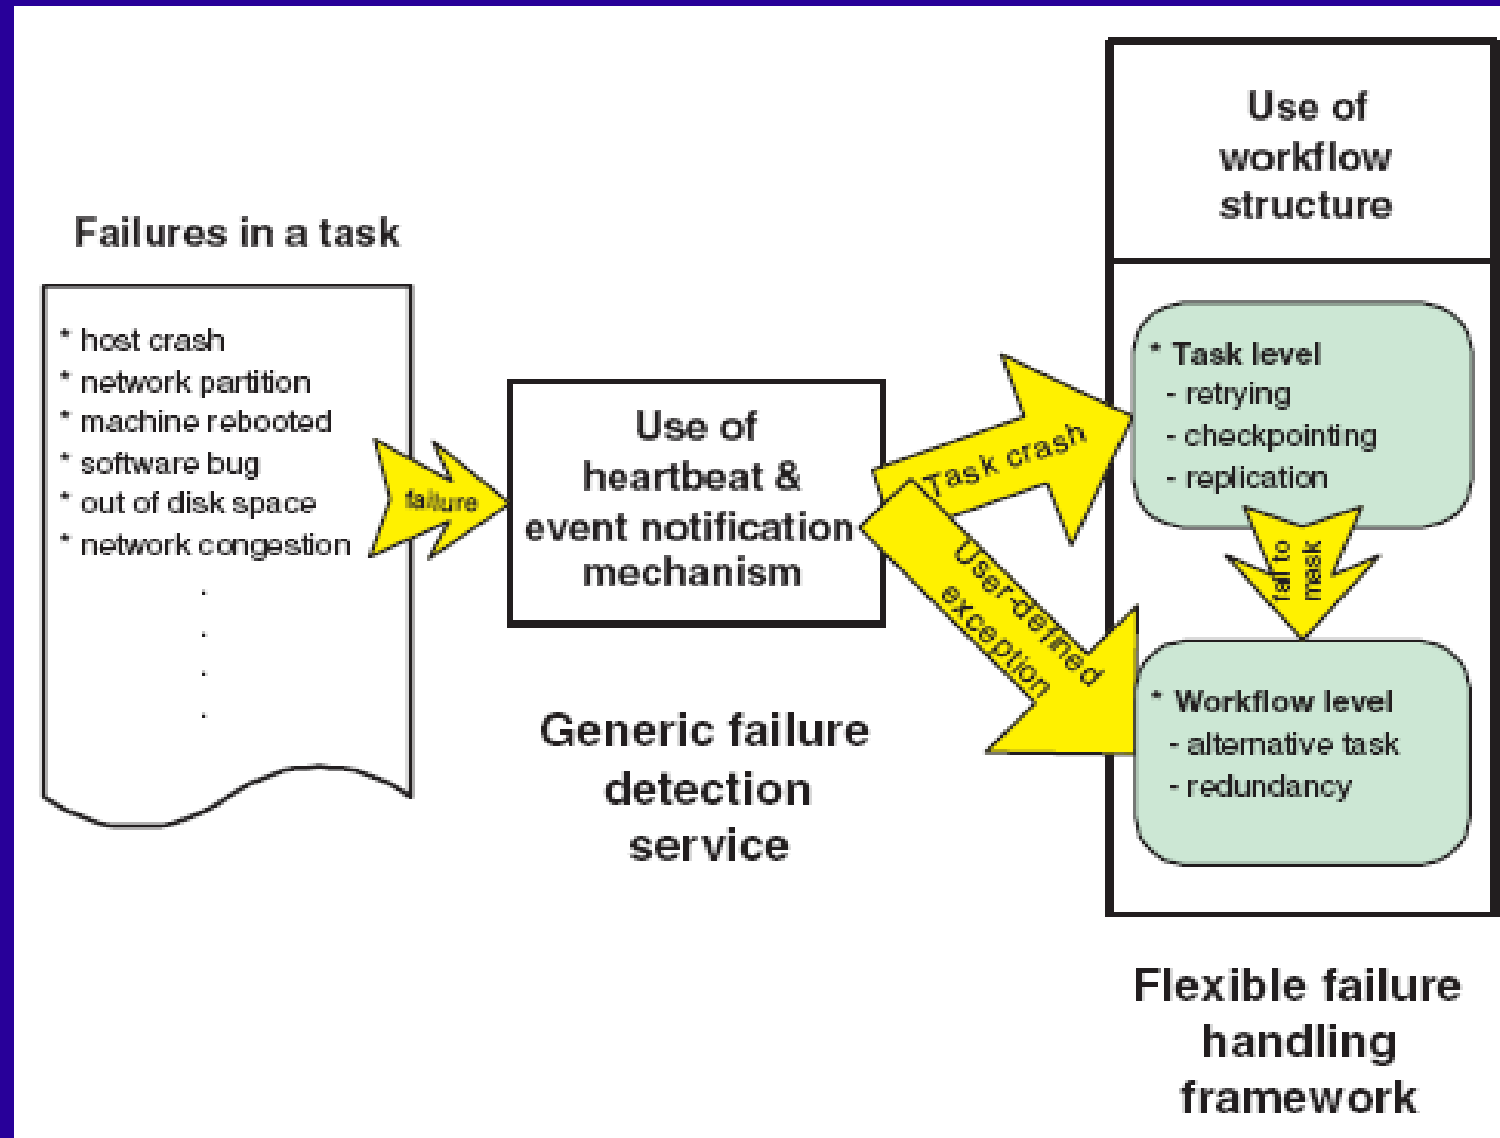 Failures in a task
* host crash
* network partition
* machine rebooted
* software bug
* out of disk space
* network congestion
.
.
.
.
failure
Use of
heartbeat &
event notification
mechanism
Generic failure
detection
service
Task crash
User-defined
exception
Use of
workflow
structure
* Task level
- retrying
- checkpointing
- replication
fail to
mask
* Workflow level
- alternative task
- redundancy
Flexible failure
handling
framework